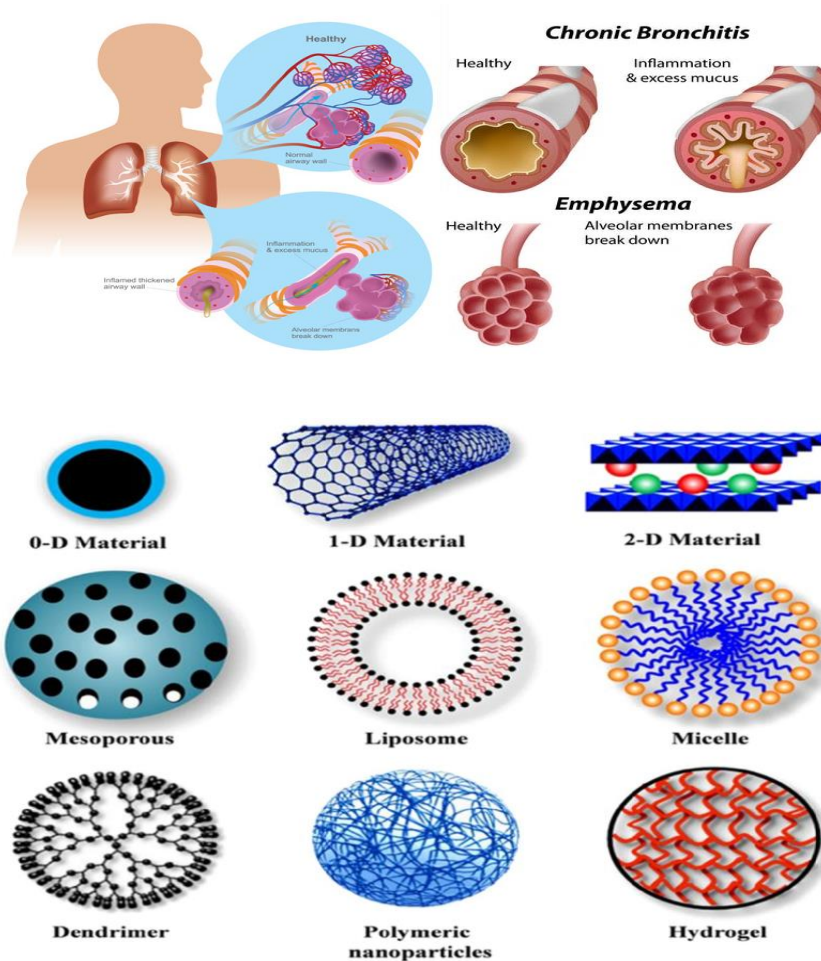 Healthy
Normal
airway wall
Inflammation
& excess mucus
Inflamed thickened
airway wall
Alveolar membrans
break down
Chronic Bronchitis
Healthy
Inflammation
& excess mucus
Emphysema
Healthy
Alveolar membranes
break down
0-D Material
1-D Material
2-D Material
Mesoporous
Liposome
Micelle
Dendrimer
Polymeric
nanoparticles
Hydrogel